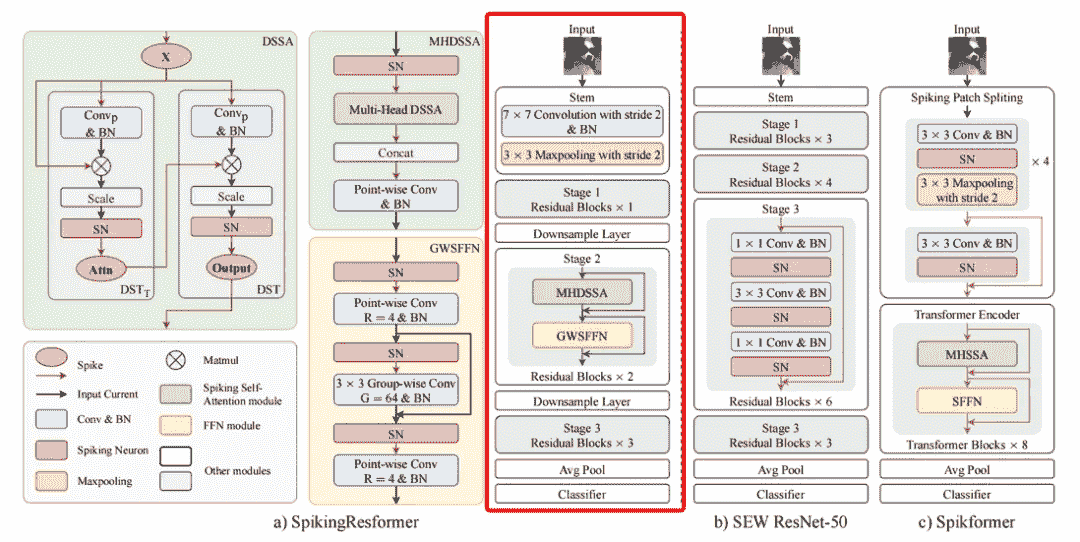 DSSA
X
Convp
& BN
Scale
SN
Attn
DSTT
Convp
& BN
Scale
SN
Output
DST
Spike
Input Current
Conv & BN
Spiking Neuron
Maxpooling
Matmul
Spiking Self-
Attention module
FFN module
Other modules
MHDSSA
SN
Multi-Head DSSA
Concat
Point-wise Conv
& BN
GWSFFN
SN
Point-wise Conv
R = 4 & BN
SN
3 × 3 Group-wise Conv
G = 64 & BN
SN
Point-wise Conv
R = 4 & BN
Input
Stem
7 × 7 Convolution with stride 2
& BN
3 × 3 Maxpooling with stride 2
Stage 1
Residual Blocks × 1
Downsample Layer
Stage 2
MHDSSA
GWSFFN
Residual Blocks × 2
Downsample Layer
Stage 3
Residual Blocks × 3
Avg Pool
Classifier
a) SpikingResformer
Input
Stem
Stage 1
Residual Blocks × 3
Stage 2
Residual Blocks × 4
Stage 3
1 × 1 Conv & BN
SN
3 × 3 Conv & BN
SN
1 × 1 Conv & BN
SN
Residual Blocks × 6
Stage 3
Residual Blocks × 3
Avg Pool
Classifier
b) SEW ResNet-50
Input
Spiking Patch Spliting
3 × 3 Conv & BN
SN
3 × 3 Maxpooling
with stride 2
× 4
3 × 3 Conv & BN
SN
Transformer Encoder
MHSSA
SFFN
Transformer Blocks × 8
Avg Pool
Classifier
c) Spikformer